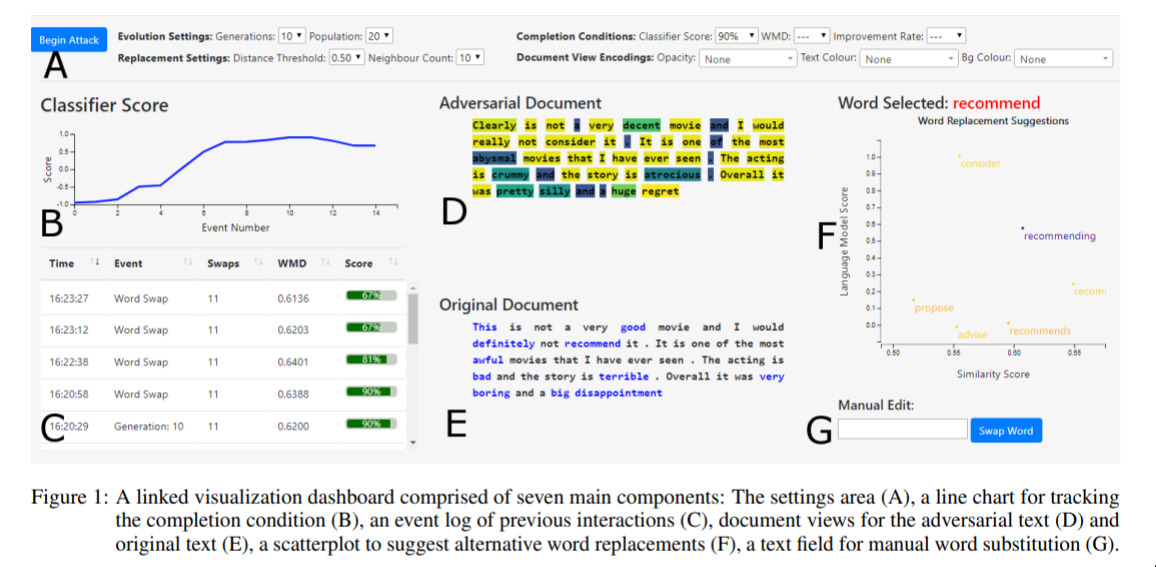 Begin Attack
Evolution Settings: Generations: 10 Population: 20
Completion Conditions: Classifier Score: 90% WMD: --- Improvement Rate: ---
A
Replacement Settings: Distance Threshold: 0.50 Neighbour Count: 10
Document View Encodings: Opacity: None Text Colour: None Bg Colour: None
Classifier Score
1.0
0.5
0.0
-0.5
-1.0
Score
0 2 4 6 8 10 12 14
Event Number
B
Time Event Swaps WMD Score
16:23:27 Word Swap 11 0.6136 67%
16:23:12 Word Swap 11 0.6203 67%
16:22:38 Word Swap 11 0.6401 81%
16:20:58 Word Swap 11 0.6388 90%
16:20:29 Generation: 10 11 0.6200 90%
C
Adversarial Document
Clearly is not a very decent movie and I would
really not consider it . It is one of the most
abysmal movies that I have ever seen . The acting
is crummy and the story is atrocious . Overall it
was pretty silly and a huge regret
D
Original Document
This is not a very good movie and I would
definitely not recommend it . It is one of the most
awful movies that I have ever seen . The acting is
bad and the story is terrible . Overall it was very
boring and a big disappointment
E
Word Selected: recommend
Word Replacement Suggestions
1.0
0.9
0.8
0.7
0.6
0.5
0.4
0.3
0.2
0.1
0.0
Language Model Score
consider
recommending
recomi
propose
advise
recommends
0.50 0.55 0.60 0.65
Similarity Score
F
Manual Edit:
G
Swap Word
Figure 1: A linked visualization dashboard comprised of seven main components: The settings area (A), a line chart for tracking
the completion condition (B), an event log of previous interactions (C), document views for the adversarial text (D) and
original text (E), a scatterplot to suggest alternative word replacements (F), a text field for manual word substitution (G).